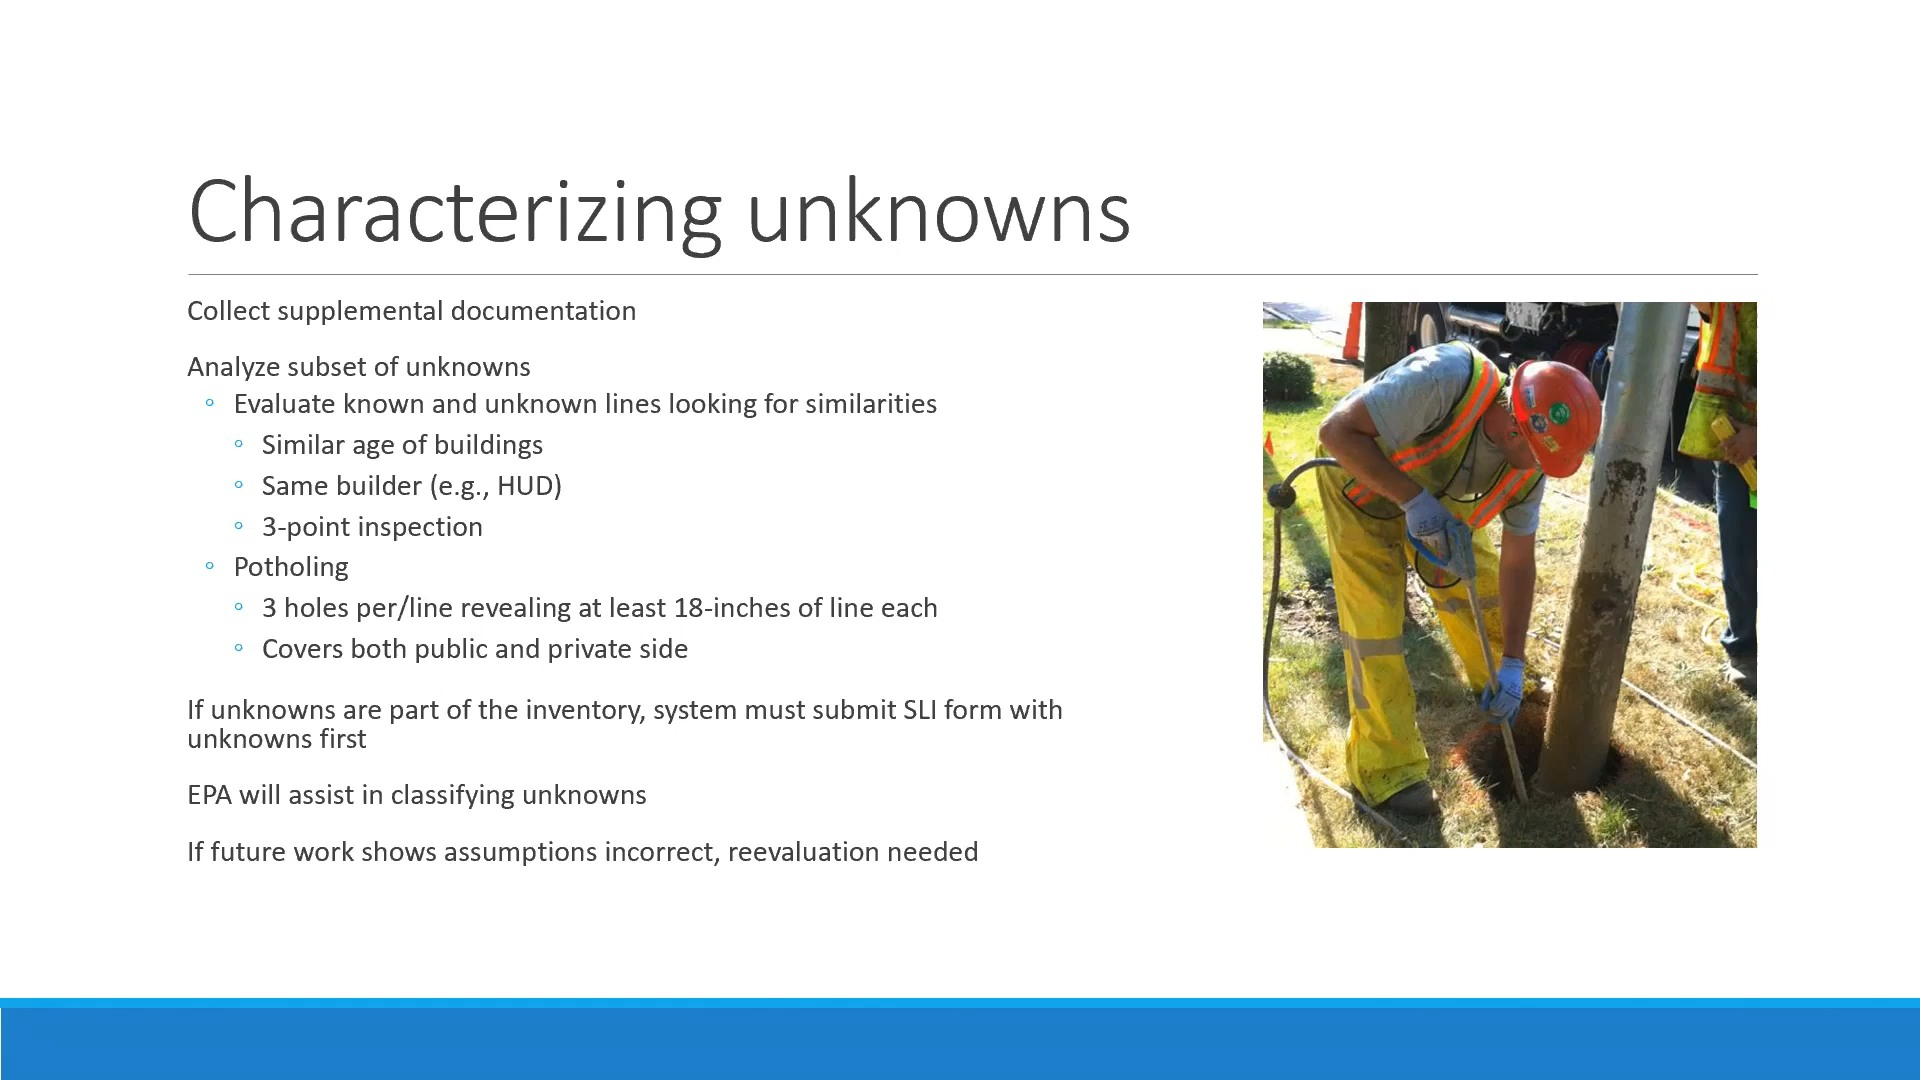 Characterizing unknowns
Collect supplemental documentation
Analyze subset of unknowns
◦ Evaluate known and unknown lines looking for similarities
◦ Similar age of buildings
◦ Same builder (e.g., HUD)
◦ 3-point inspection
◦ Potholing
◦ 3 holes per/line revealing at least 18-inches of line each
◦ Covers both public and private side
If unknowns are part of the inventory, system must submit SLI form with
unknowns first
EPA will assist in classifying unknowns
If future work shows assumptions incorrect, reevaluation needed